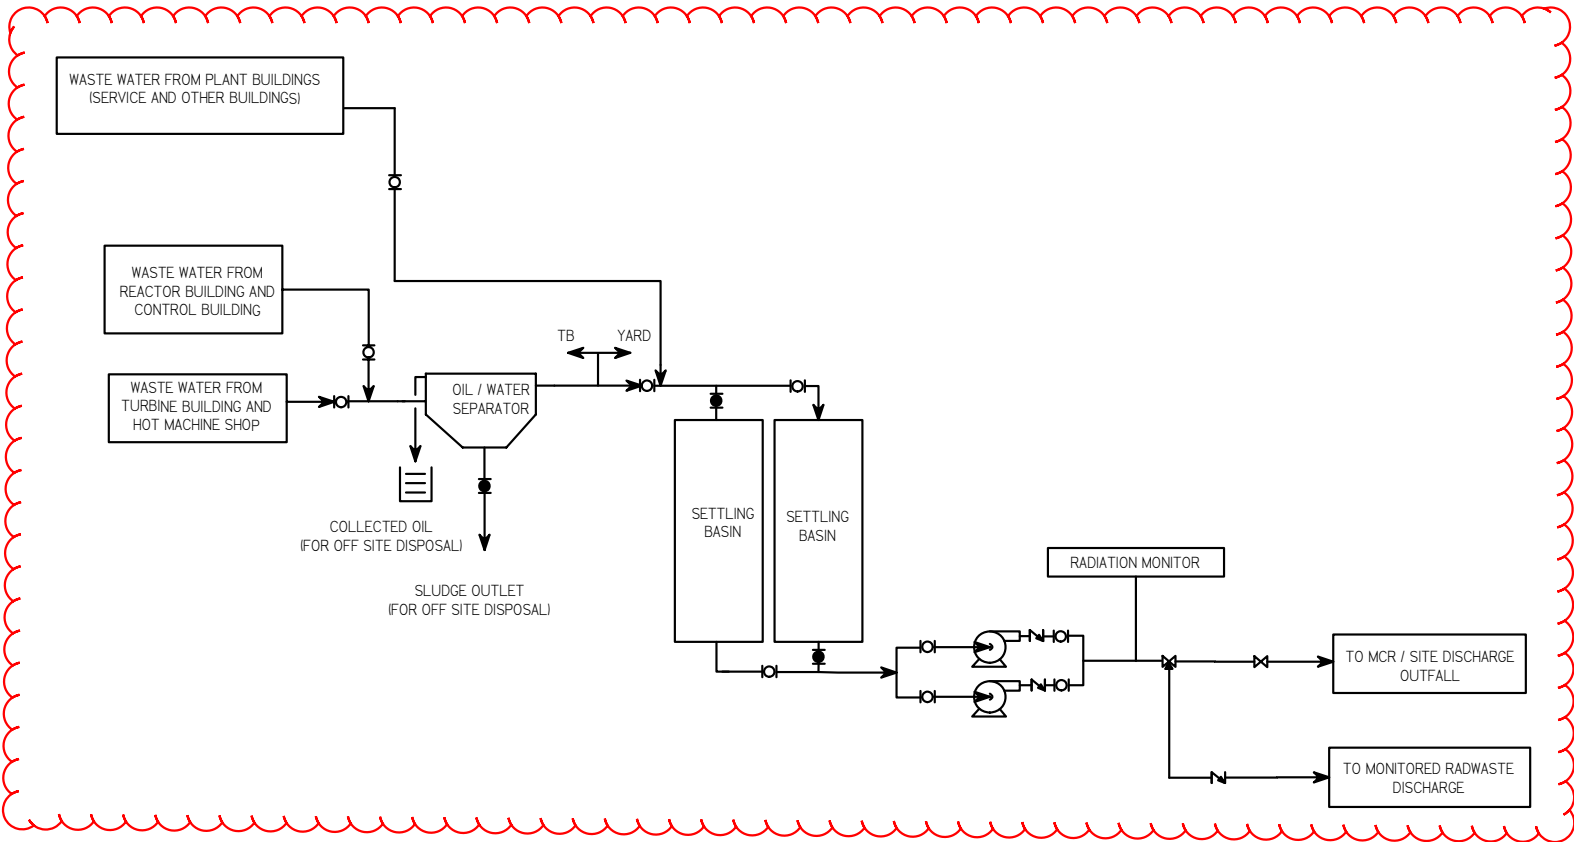 WASTE WATER FROM PLANT BUILDINGS
(SERVICE AND OTHER BUILDINGS)
WASTE WATER FROM
REACTOR BUILDING AND
CONTROL BUILDING
TB
YARD
WASTE WATER FROM
TURBINE BUILDING AND
HOT MACHINE SHOP
OIL / WATER
SEPARATOR
COLLECTED OIL
(FOR OFF SITE DISPOSAL)
SLUDGE OUTLET
(FOR OFF SITE DISPOSAL)
SETTLING
BASIN
SETTLING
BASIN
RADIATION MONITOR
TO MCR / SITE DISCHARGE
OUTFALL
TO MONITORED RADWASTE
DISCHARGE